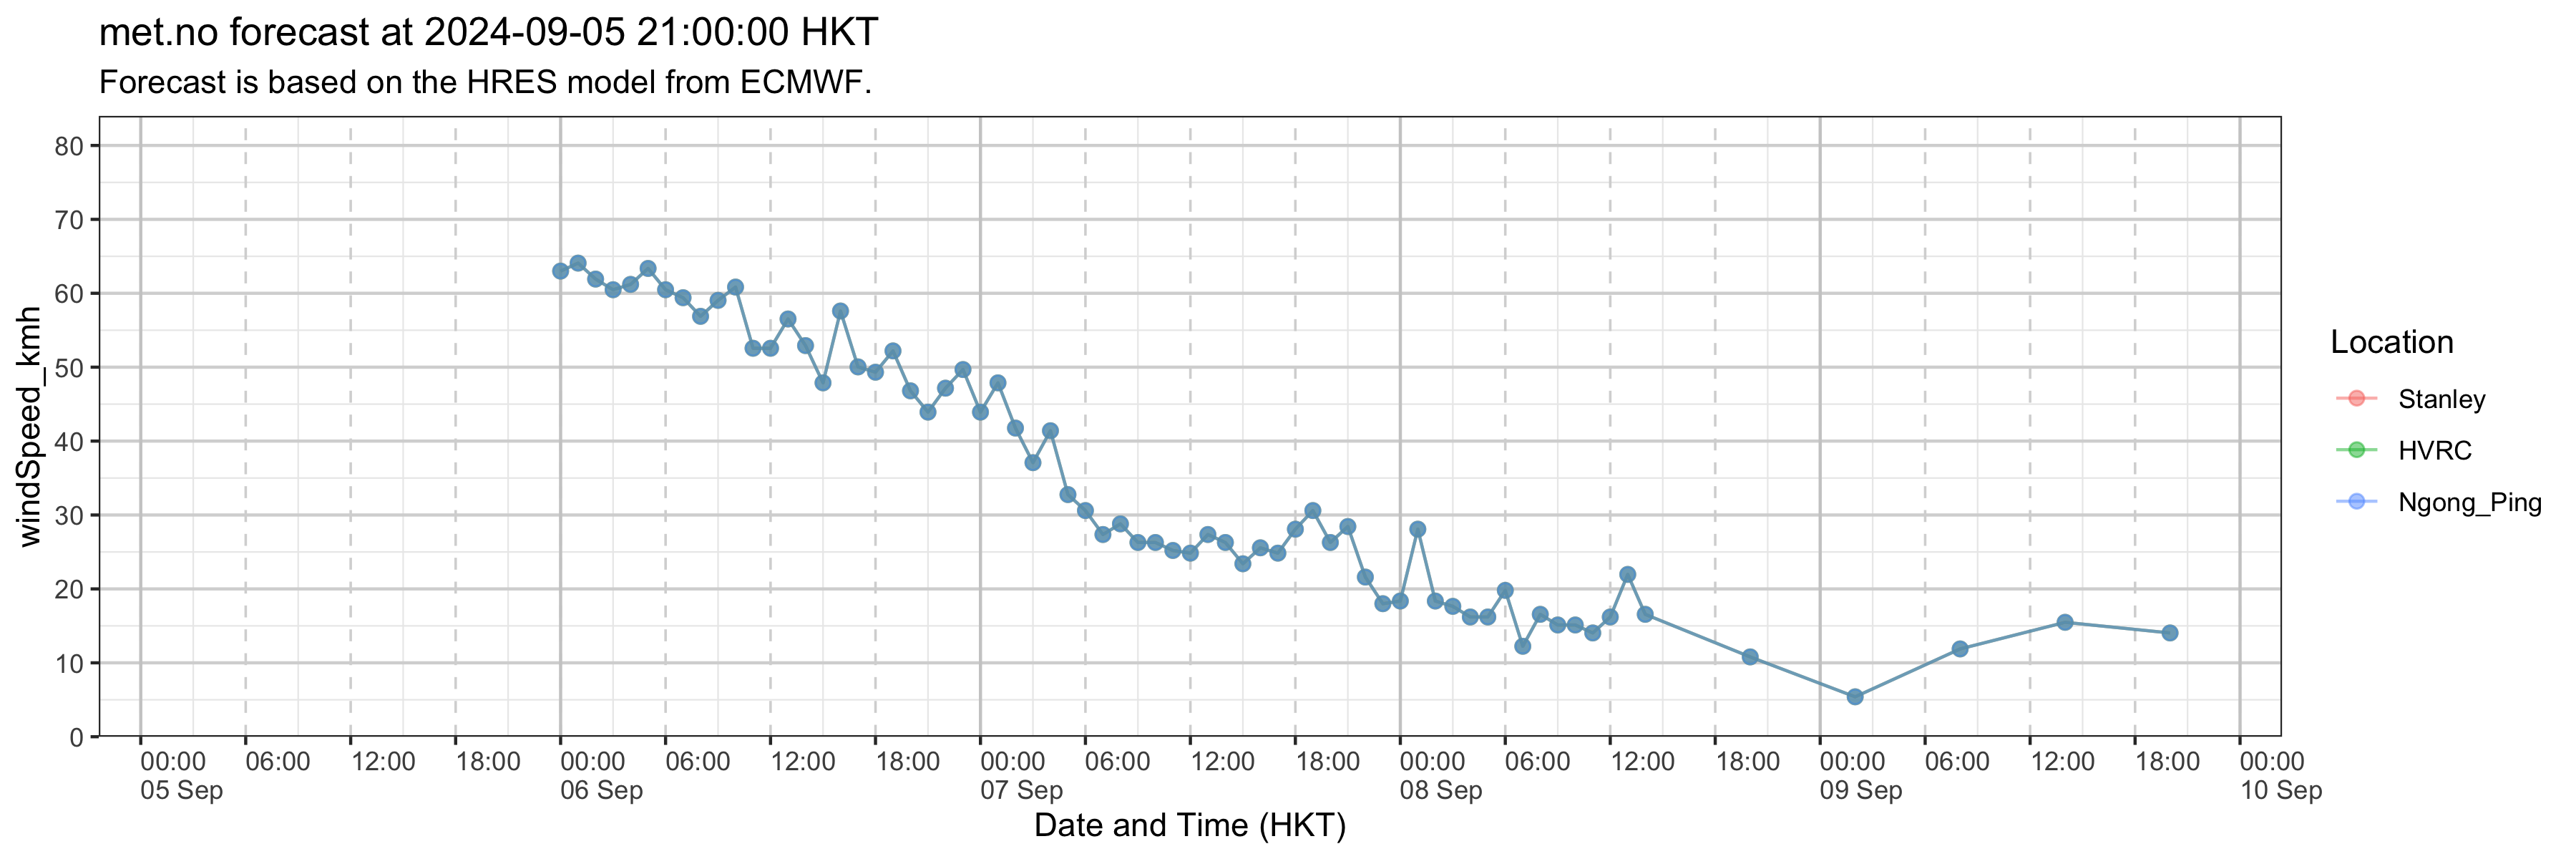 met.no forecast at 2024-09-05 21:00:00 HKT
Forecast is based on the HRES model from ECMWF.
windSpeed_kmh
80
70
60
50
40
30
20
10
0
00:00 06:00 12:00 18:00 00:00 06:00 12:00 18:00 00:00 06:00 12:00 18:00 00:00 06:00 12:00 18:00 00:00 06:00 12:00 18:00 00:00
05 Sep 06 Sep 07 Sep 08 Sep 09 Sep 10 Sep
Date and Time (HKT)
Location
Stanley
HVRC
Ngong_Ping